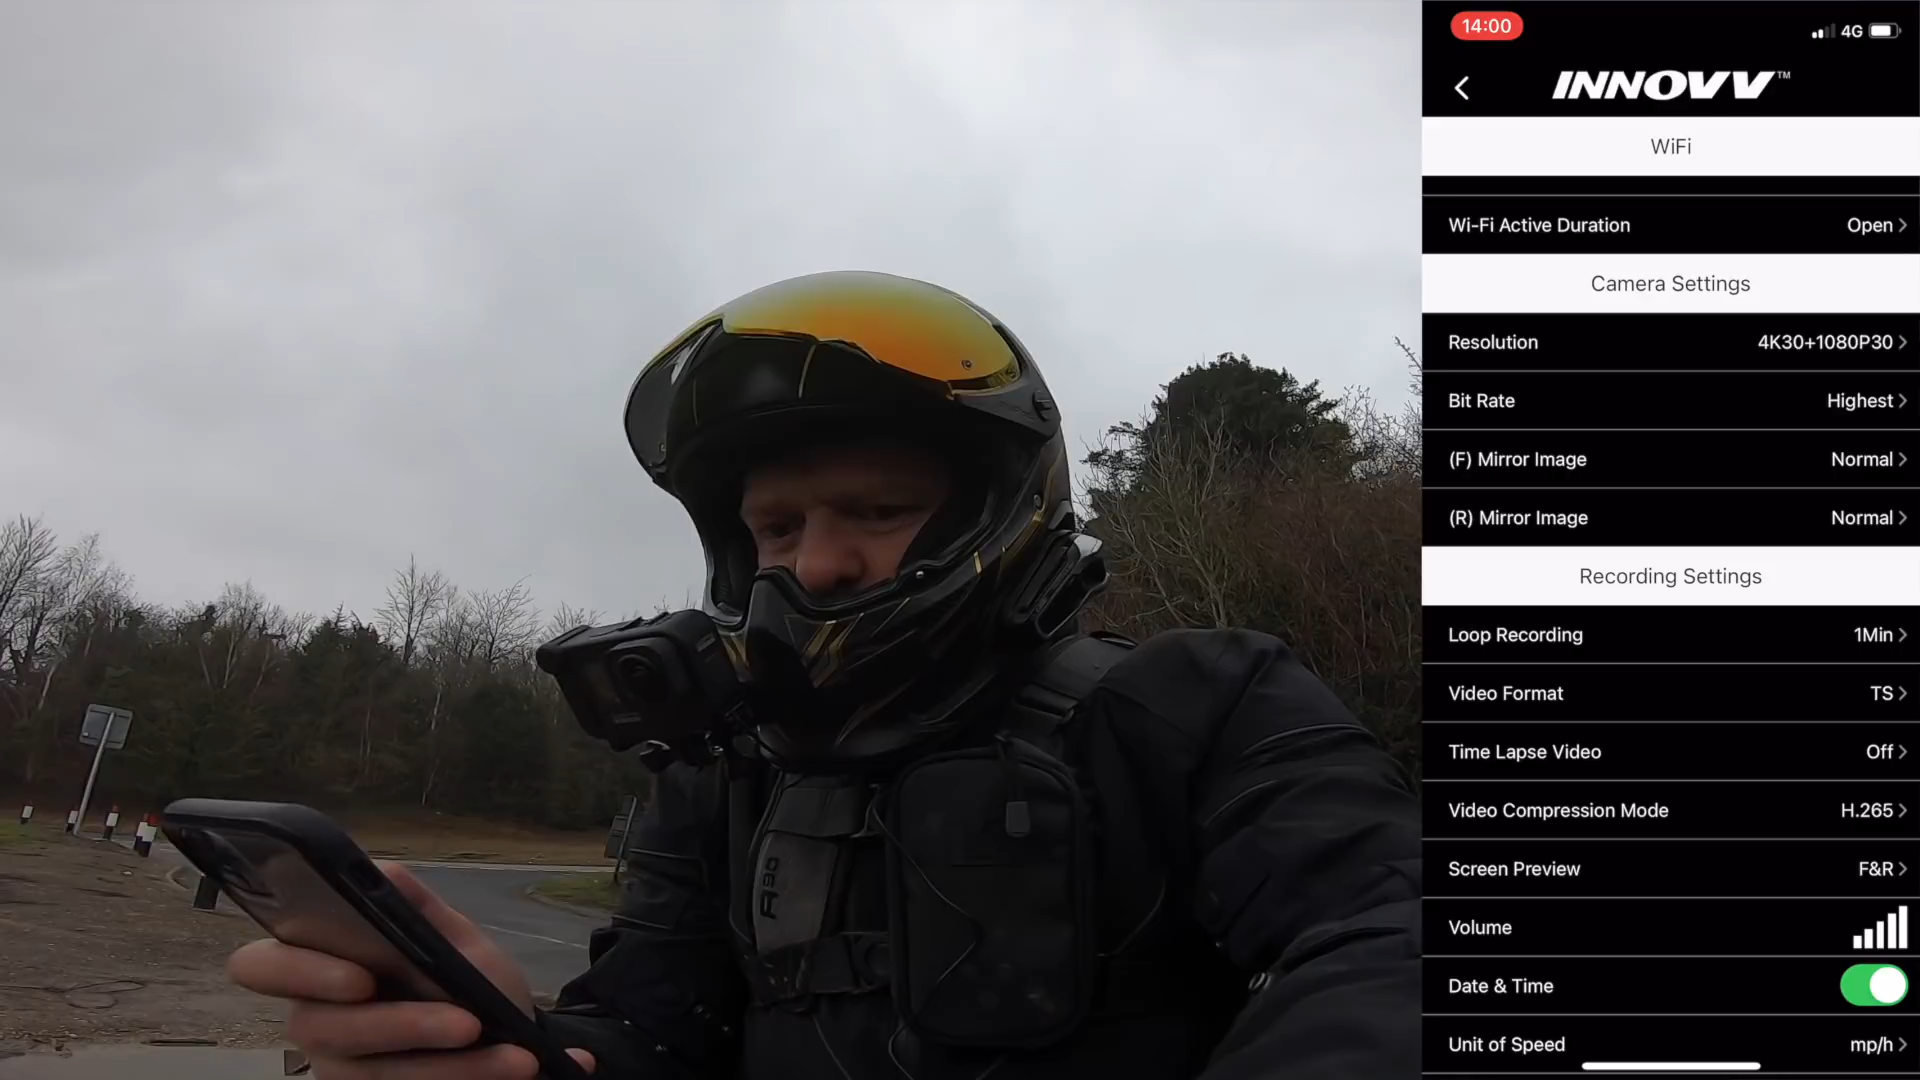 14:00
4G
INNOVV™
WiFi
Wi-Fi Active Duration Open
Camera Settings
Resolution 4K30+1080P30
Bit Rate Highest
(F) Mirror Image Normal
(R) Mirror Image Normal
Recording Settings
Loop Recording 1Min
Video Format TS
Time Lapse Video Off
Video Compression Mode H.265
Screen Preview F&R
Volume
Date & Time
Unit of Speed mp/h